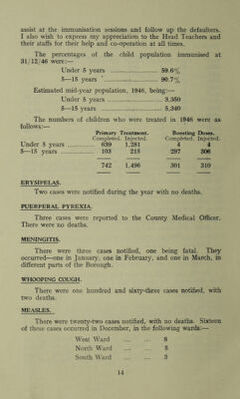 assist at the immunisation sessions and follow up the defaulters.
I also wish to express my appreciation to the Head Teachers and
their staffs for their help and co-operation at all times.
The percentages of the child population immunised at
31/12/46 were:—
Under 5 years ........................ 59.6%
5—15 years ........................ 90.7%
Estimated mid-year population, 1946, being:—
Under 5 years ........................ 3,350
5—15 years ........................ 5,340
The numbers of children who were treated in 1946 were as
follows:—
Primary Treatment. Boosting Doses.
Completed. Injected. Completed. Injected.
Under 5 years ............ 639 1,281 4 4
5—15 years ............ 103 215 297 306
742 1,496 301 310
ERYSIPELAS.
Two cases were notified during the year with no deaths.
PUERPERAL PYREXIA.
Three cases were reported to the County Medical Officer.
There were no deaths.
MENINGITIS.
There were three cases notified, one being fatal. They
occurred—one in January, one in February, and one in March, in
different parts of the Borough.
WHOOPING COUGH.
There were one hundred and sixty-three cases notified, with
two deaths.
MEASLES.
There were twenty-two cases notified, with no deaths. Sixteen
of these cases occurred in December, in the following wards:—
West Ward ... ... 8
North Ward ... ... 5
South Ward ... ... 3
14